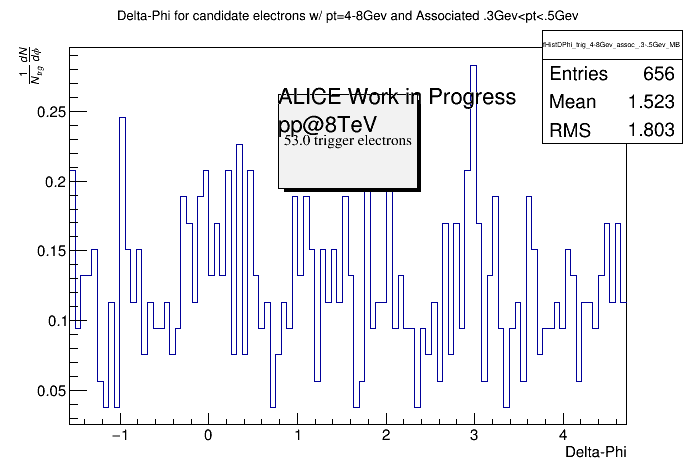 Delta-Phi for candidate electrons w/ pt=4-8Gev and Associated .3Gev<pt<.5Gev
fHistDPhi_trig_4-8Gev_assoc_.3-.5Gev_MB
Entries 656
Mean 1.523
RMS 1.803
ALICE Work in Progress
pp@8TeV
53.0 trigger electrons
1 dN
N_trg dϕ
0.25
0.2
0.15
0.1
0.05
−1 0 1 2 3 4
Delta-Phi